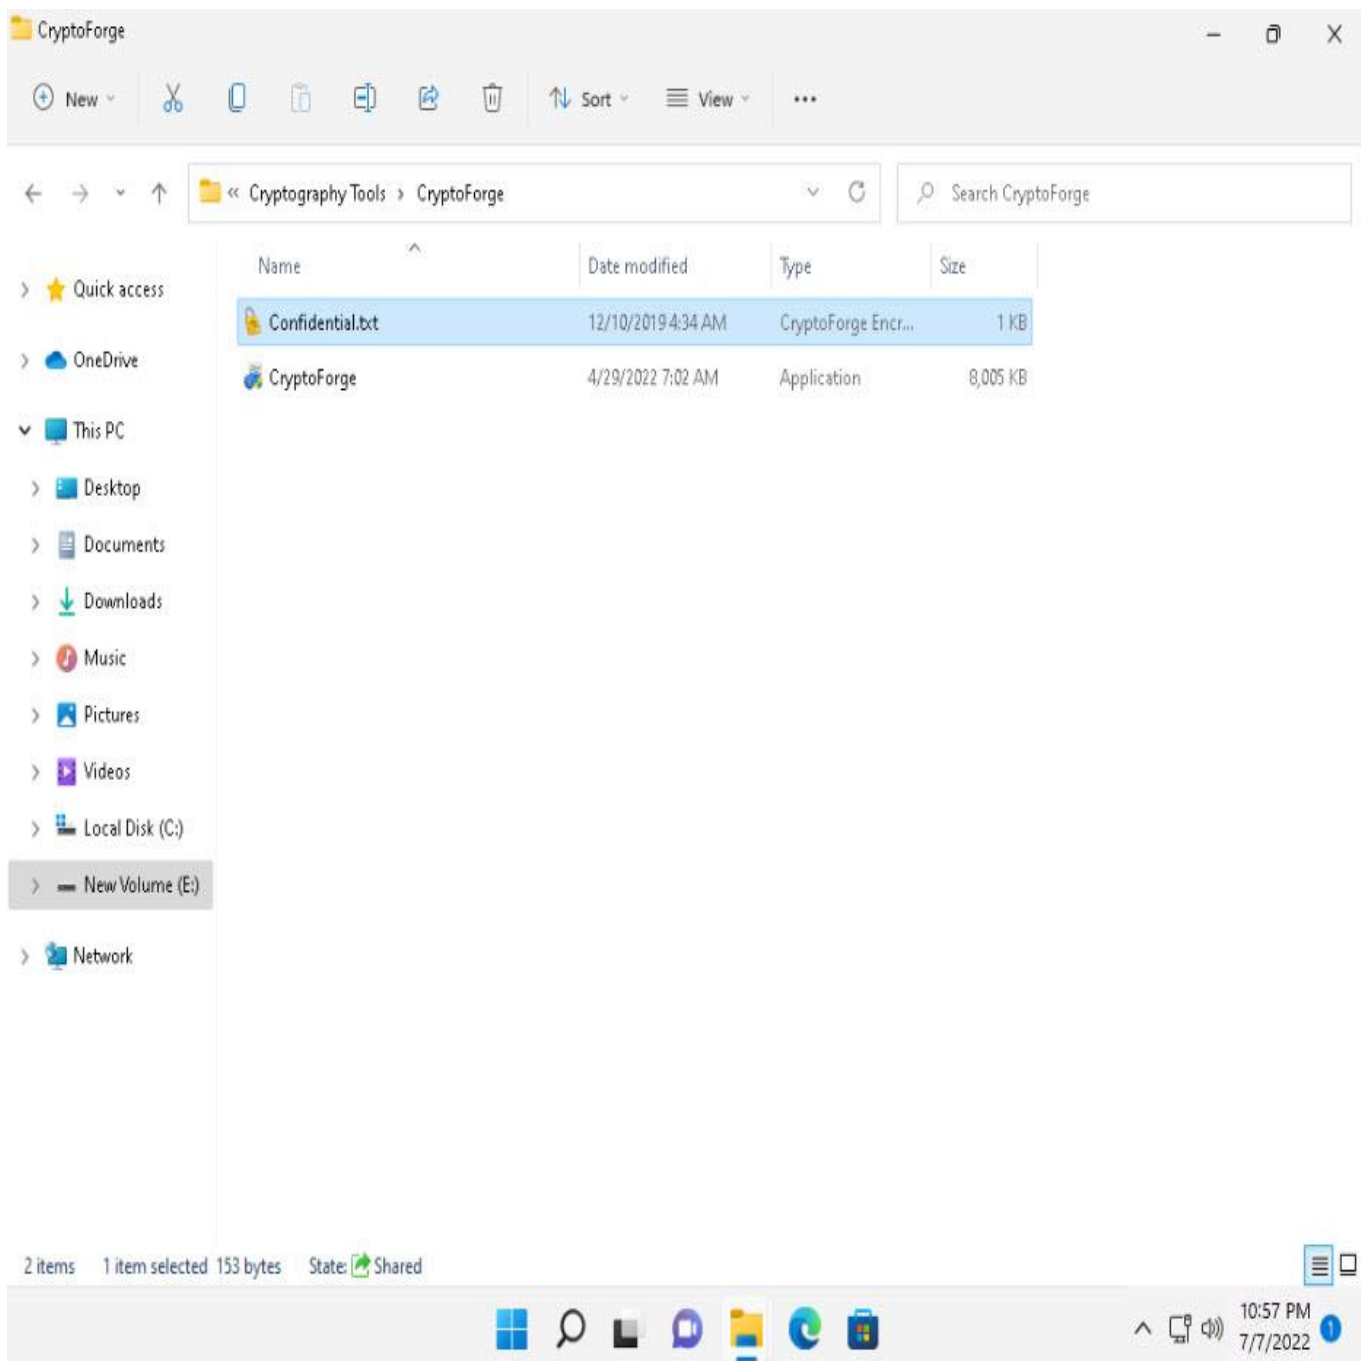 CryptoForge
New
Sort
View
« Cryptography Tools > CryptoForge
Search CryptoForge
Name
Date modified
Type
Size
Quick access
Confidential.txt
12/10/2019 4:34 AM
CryptoForge Encr...
1 KB
OneDrive
CryptoForge
4/29/2022 7:02 AM
Application
8,005 KB
This PC
Desktop
Documents
Downloads
Music
Pictures
Videos
Local Disk (C:)
New Volume (E:)
Network
2 items
1 item selected 153 bytes
State: Shared
10:57 PM
7/7/2022
1